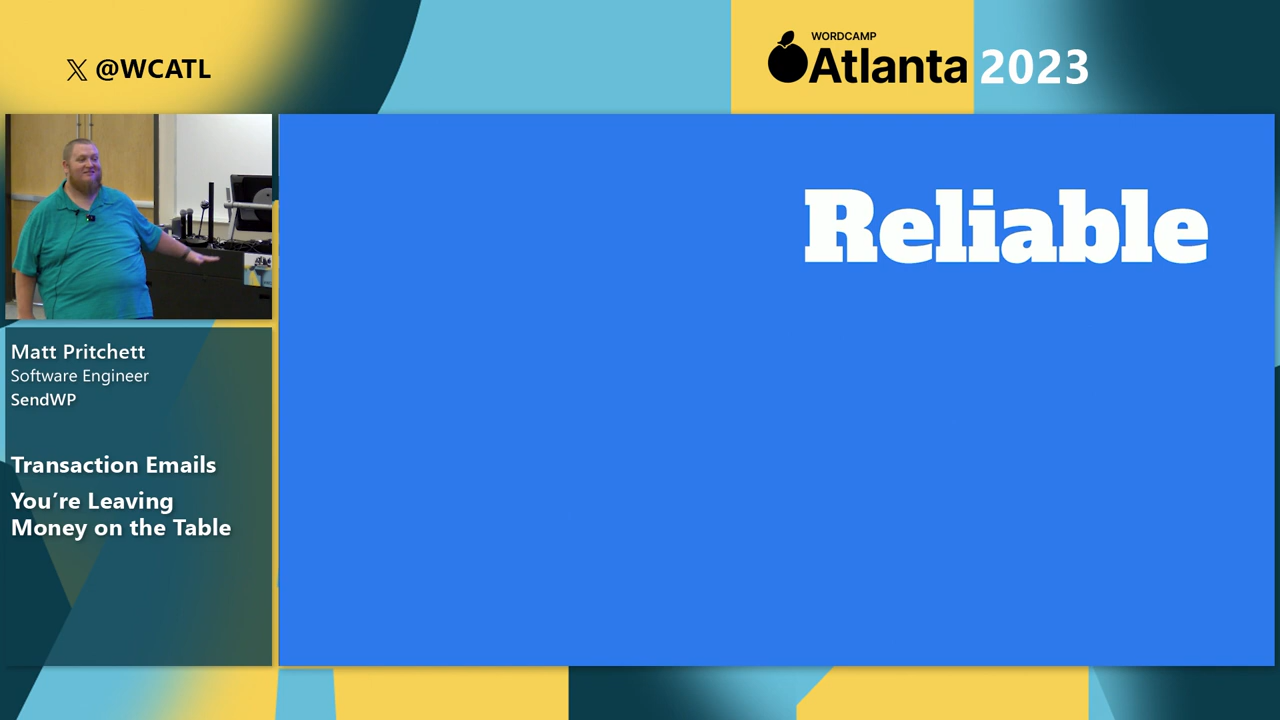 𝕏 @WCATL
WORDCAMP
Atlanta 2023
Reliable
Matt Pritchett
Software Engineer
SendWP
Transaction Emails
You’re Leaving
Money on the Table